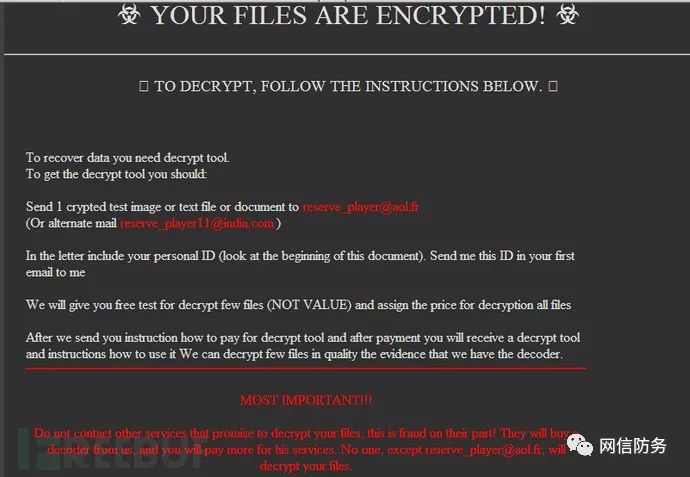 ☣ YOUR FILES ARE ENCRYPTED! ☣
TO DECRYPT, FOLLOW THE INSTRUCTIONS BELOW.
To recover data you need decrypt tool.
To get the decrypt tool you should:
Send 1 crypted test image or text file or document to reserve_player@aol.fr
(Or alternate mail reserve_player11@india.com )
In the letter include your personal ID (look at the beginning of this document). Send me this ID in your first
email to me
We will give you free test for decrypt few files (NOT VALUE) and assign the price for decryption all files
After we send you instruction how to pay for decrypt tool and after payment you will receive a decrypt tool
and instructions how to use it We can decrypt few files in quality the evidence that we have the decoder.
MOST IMPORTANT!!!
Do not contact other services that promise to decrypt your files, this is fraud on their part! They will buy a
decoder from us, and you will pay more for his services. No one, except reserve_player@aol.fr, will
decrypt your files.
FREEBUF
网信防务